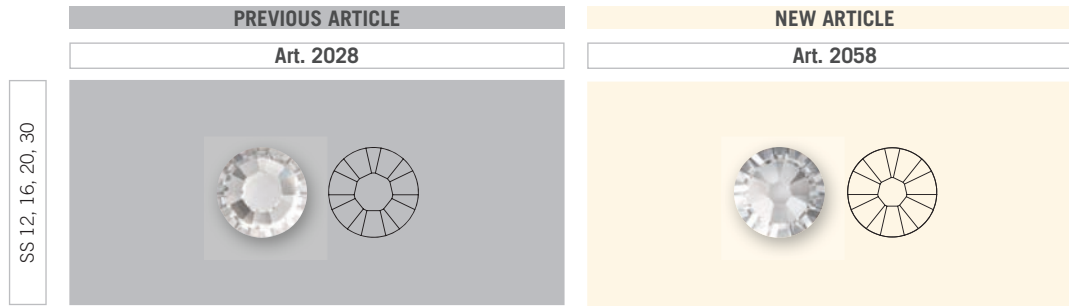 PREVIOUS ARTICLE
NEW ARTICLE
Art. 2028
Art. 2058
SS 12, 16, 20, 30